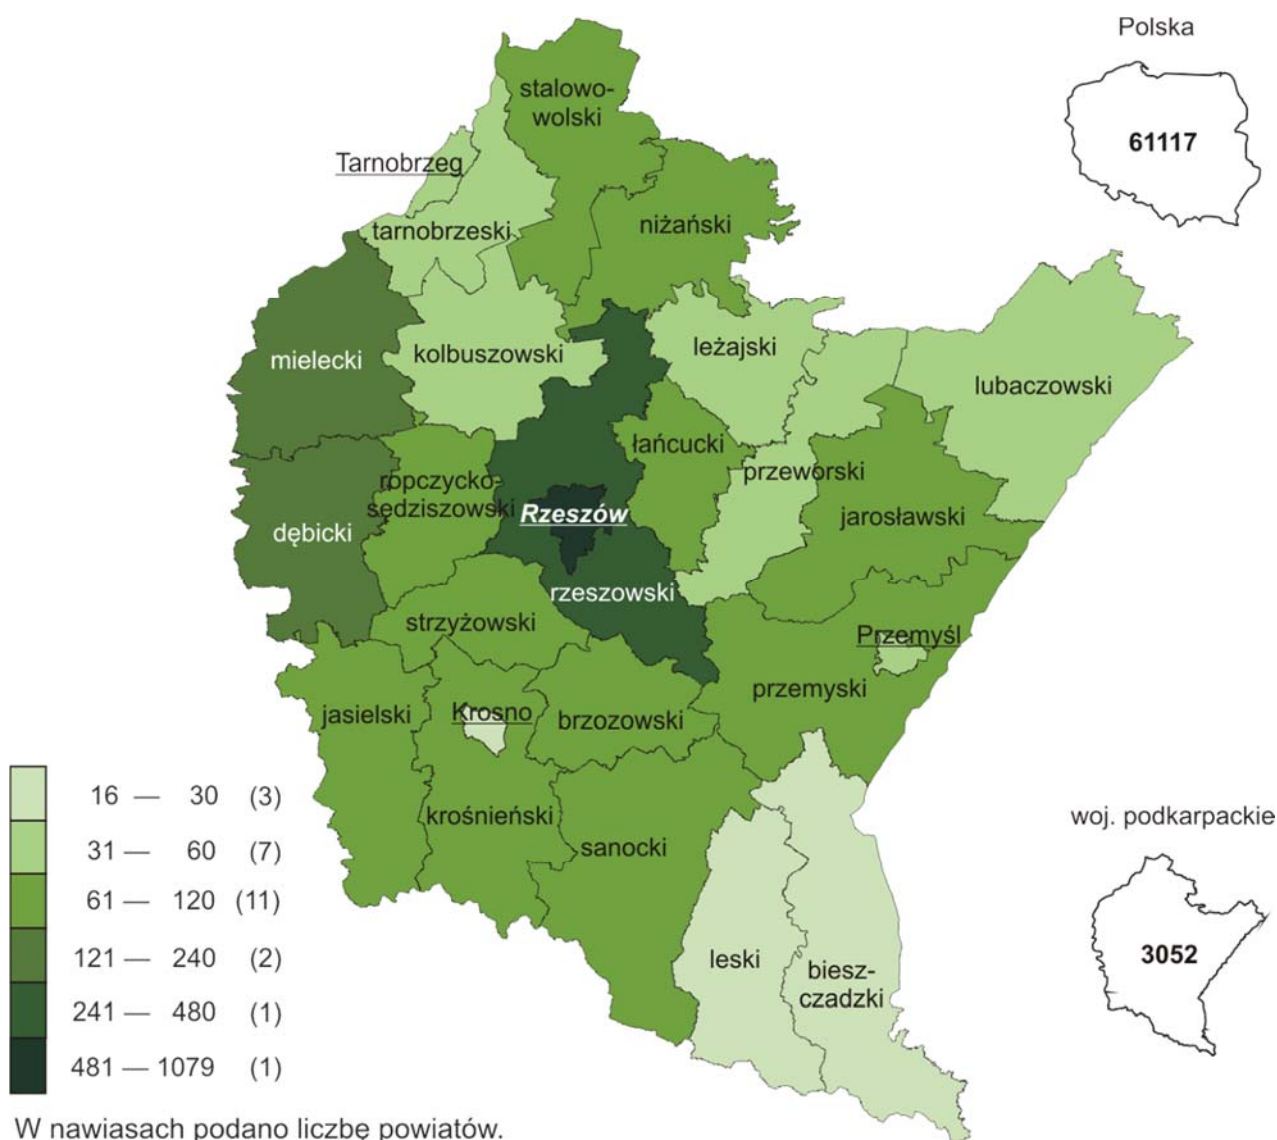 Polska
61117
stalowo-
wolski
Tarnobrzeg
tarnobrzeski
niżański
mielecki
kolbuszowski
leżajski
lubaczowski
łańcucki
ropczycko-
sędziszowski
przeworski
jarosławski
dębicki
Rzeszów
rzeszowski
strzyżowski
Przemyśl
przemyski
jasielski
Krosno
brzozowski
krośnieński
sanocki
leski
biesz-
czadzki
16 — 30 (3)
31 — 60 (7)
61 — 120 (11)
121 — 240 (2)
241 — 480 (1)
481 — 1079 (1)
woj. podkarpackie
3052
W nawiasach podano liczbę powiatów.